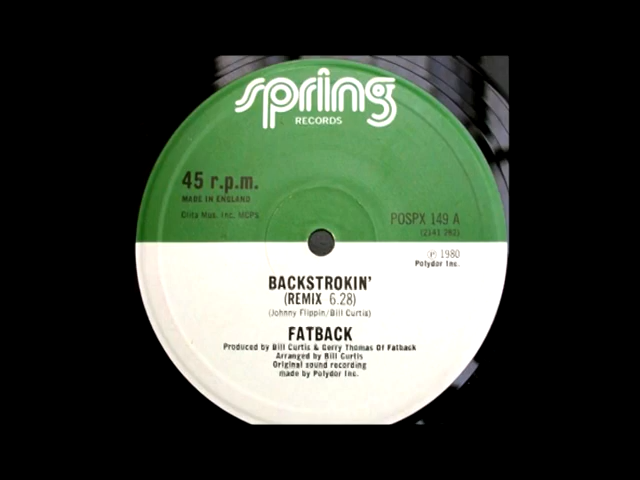 spring
RECORDS
45 r.p.m.
MADE IN ENGLAND
Clita Mus. Inc. MCPS
POSPX 149 A
(2141 262)
℗ 1980
Polydor Inc.
BACKSTROKIN'
(REMIX 6.28)
(Johnny Flippin/Bill Curtis)
FATBACK
Produced by Bill Curtis & Gerry Thomas Of Fatback
Arranged by Bill Curtis
Original sound recording
made by Polydor Inc.